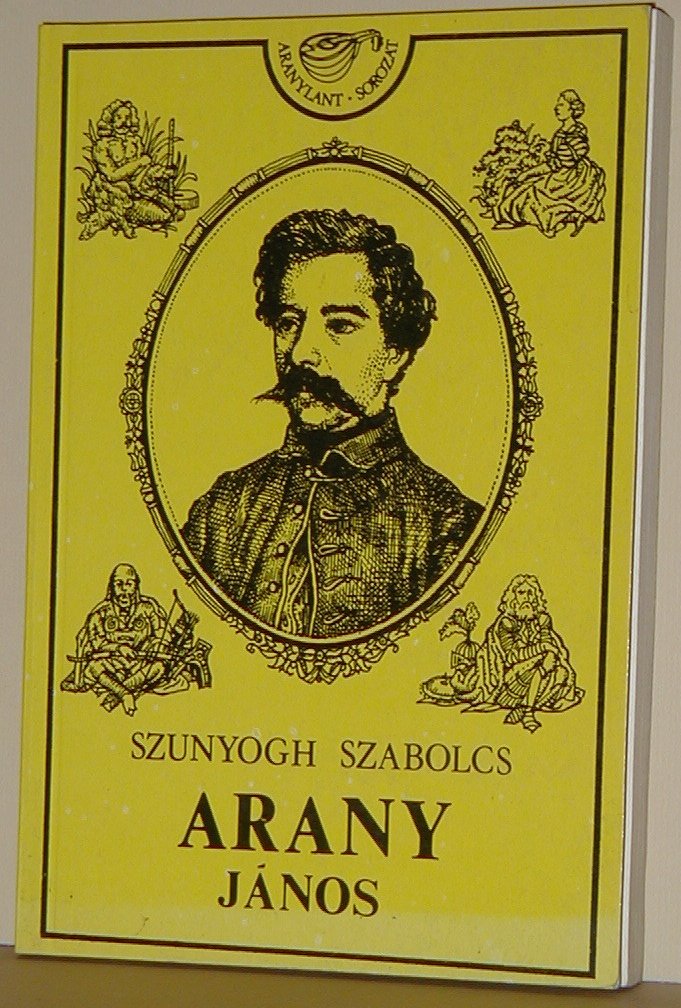 ARANYLANT · SOROZAT
SZUNYOGH SZABOLCS
ARANY
JÁNOS